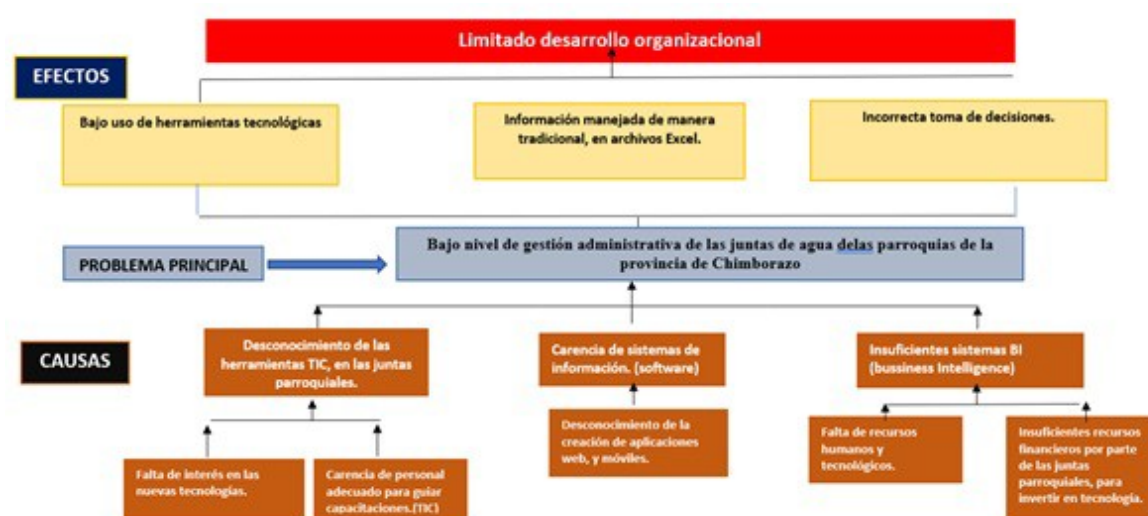 Limitado desarrollo organizacional
EFECTOS
Bajo uso de herramientas tecnológicas
Información manejada de manera
tradicional, en archivos Excel.
Incorrecta toma de decisiones.
PROBLEMA PRINCIPAL
Bajo nivel de gestión administrativa de las juntas de agua delas parroquias de la
provincia de Chimborazo
CAUSAS
Desconocimiento de las
herramientas TIC, en las juntas
parroquiales.
Carencia de sistemas de
información. (software)
Insuficientes sistemas BI
(bussiness Intelligence)
Falta de interés en las
nuevas tecnologías.
Carencia de personal
adecuado para guiar
capacitaciones.(TIC)
Desconocimiento de la
creación de aplicaciones
web, y móviles.
Falta de recursos
humanos y
tecnológicos.
Insuficientes recursos
financieros por parte
de las juntas
parroquiales, para
invertir en tecnología.